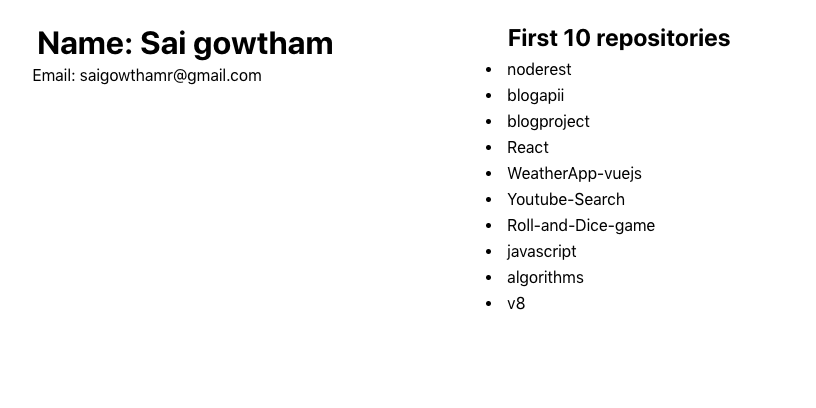 Name: Sai gowtham
Email: saigowthamr@gmail.com
First 10 repositories
• noderest
• blogapii
• blogproject
• React
• WeatherApp-vuejs
• Youtube-Search
• Roll-and-Dice-game
• javascript
• algorithms
• v8